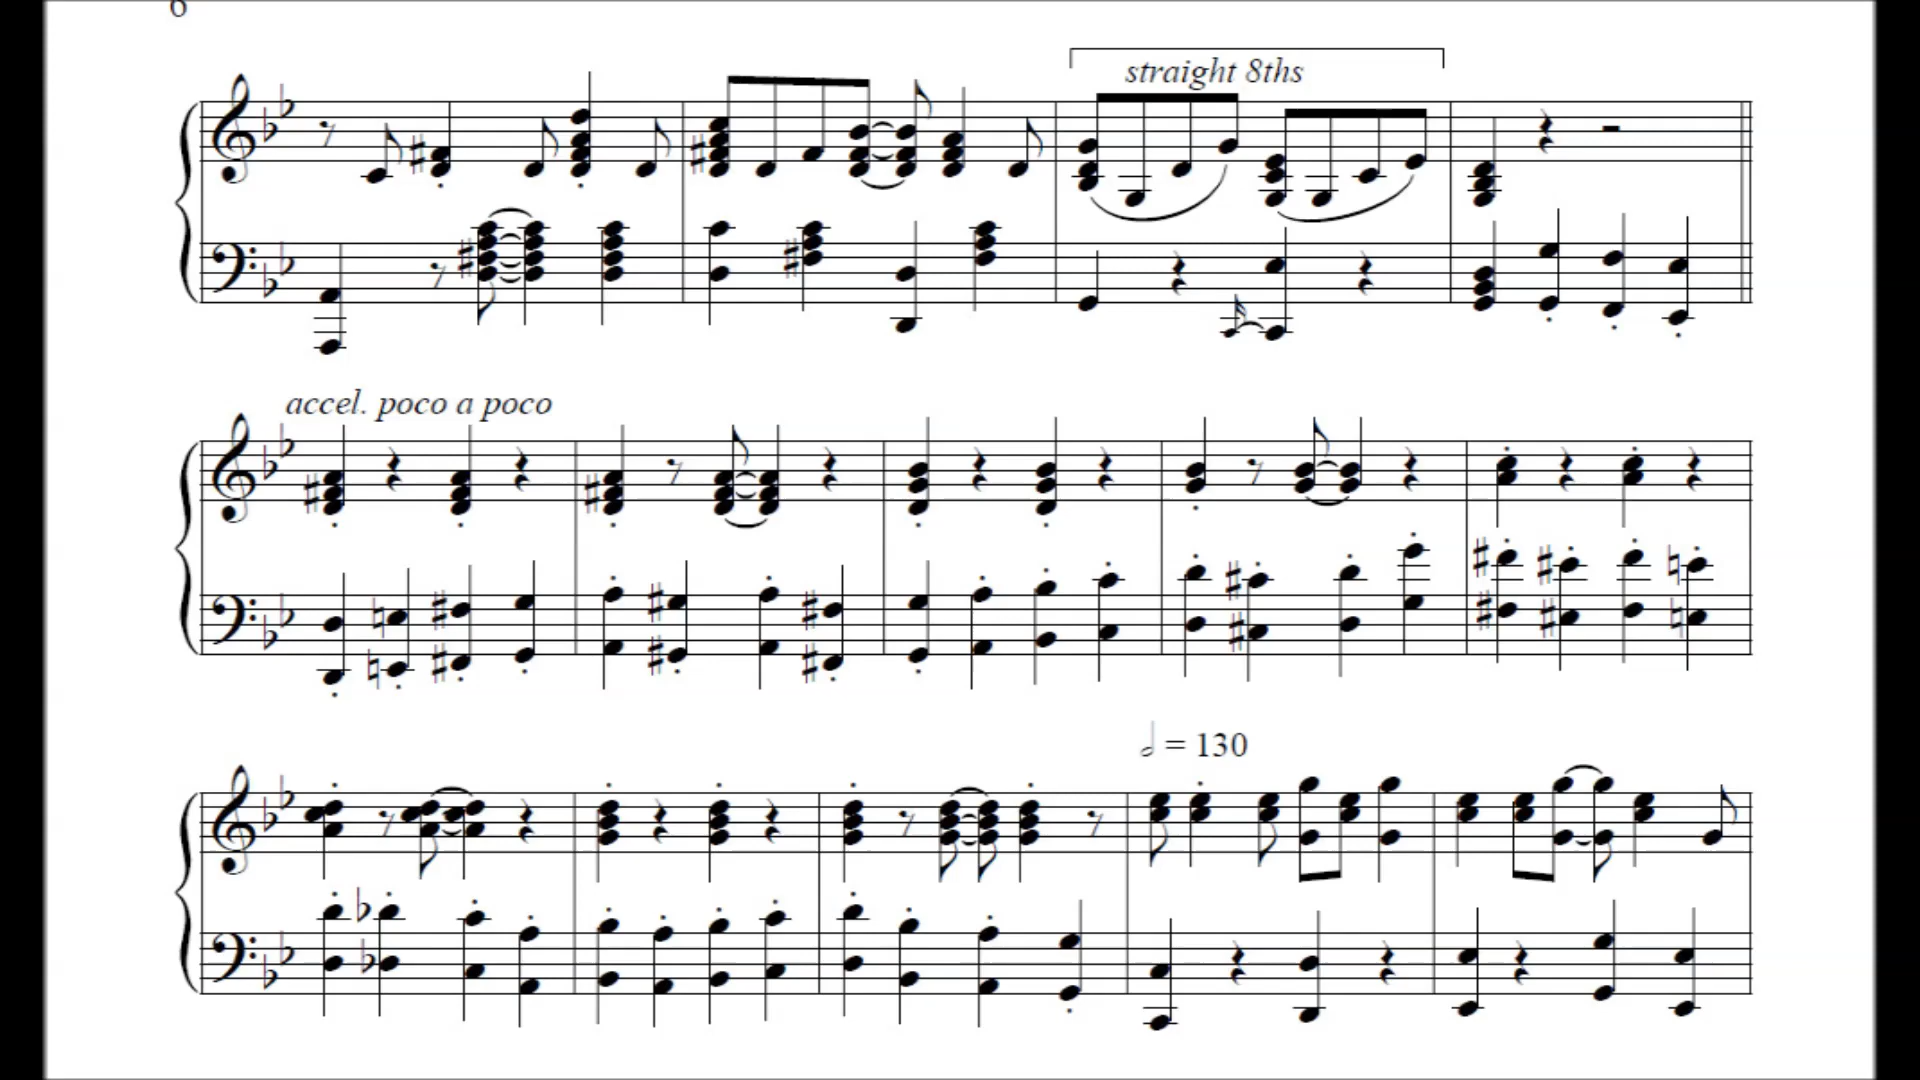 6
straight 8ths
accel. poco a poco
𝅗𝅥 = 130